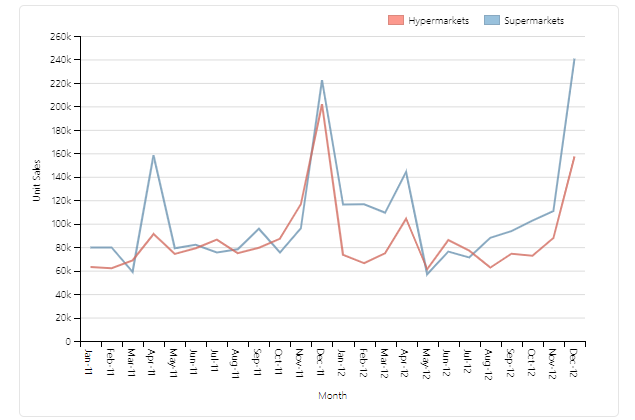 Hypermarkets Supermarkets
260k
240k
220k
200k
180k
160k
140k
120k
100k
80k
60k
40k
20k
0
Unit Sales
Jan-11 Feb-11 Mar-11 Apr-11 May-11 Jun-11 Jul-11 Aug-11 Sep-11 Oct-11 Nov-11 Dec-11 Jan-12 Feb-12 Mar-12 Apr-12 May-12 Jun-12 Jul-12 Aug-12 Sep-12 Oct-12 Nov-12 Dec-12
Month